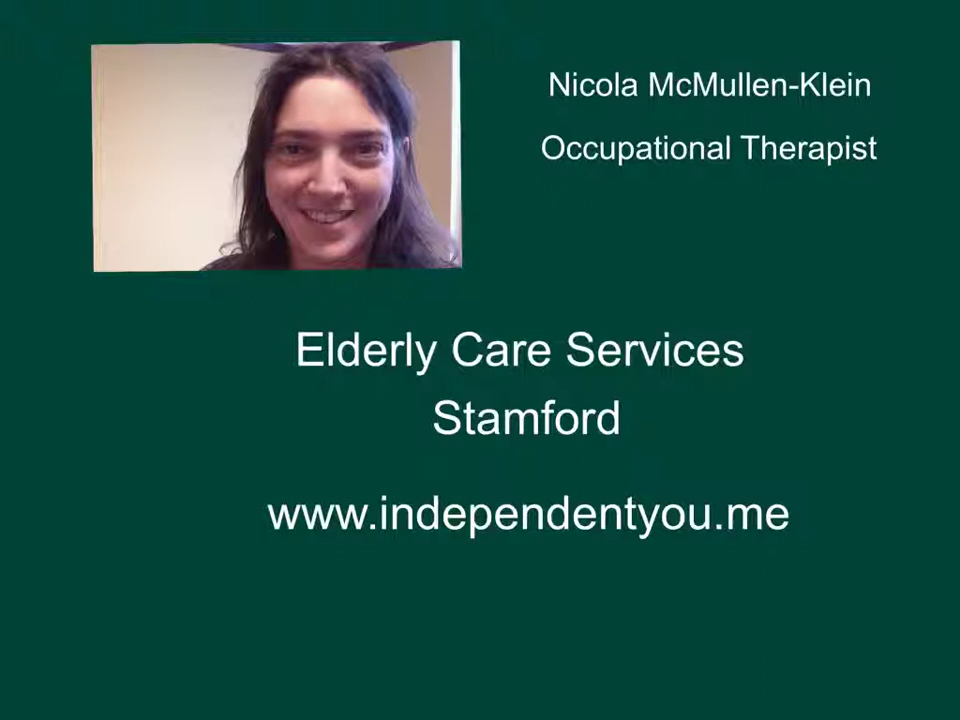 Nicola McMullen-Klein
Occupational Therapist
Elderly Care Services
Stamford
www.independentyou.me